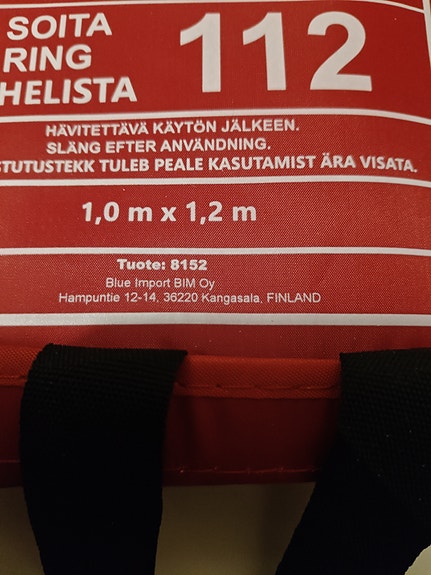 SOITA
RING
HELISTA
112
HÄVITETTÄVÄ KÄYTÖN JÄLKEEN.
SLÄNG EFTER ANVÄNDNING.
STUTUSTEKK TULEB PEALE KASUTAMIST ÄRA VISATA.
1,0 m x 1,2 m
Tuote: 8152
Blue Import BIM Oy
Hampuntie 12-14, 36220 Kangasala, FINLAND